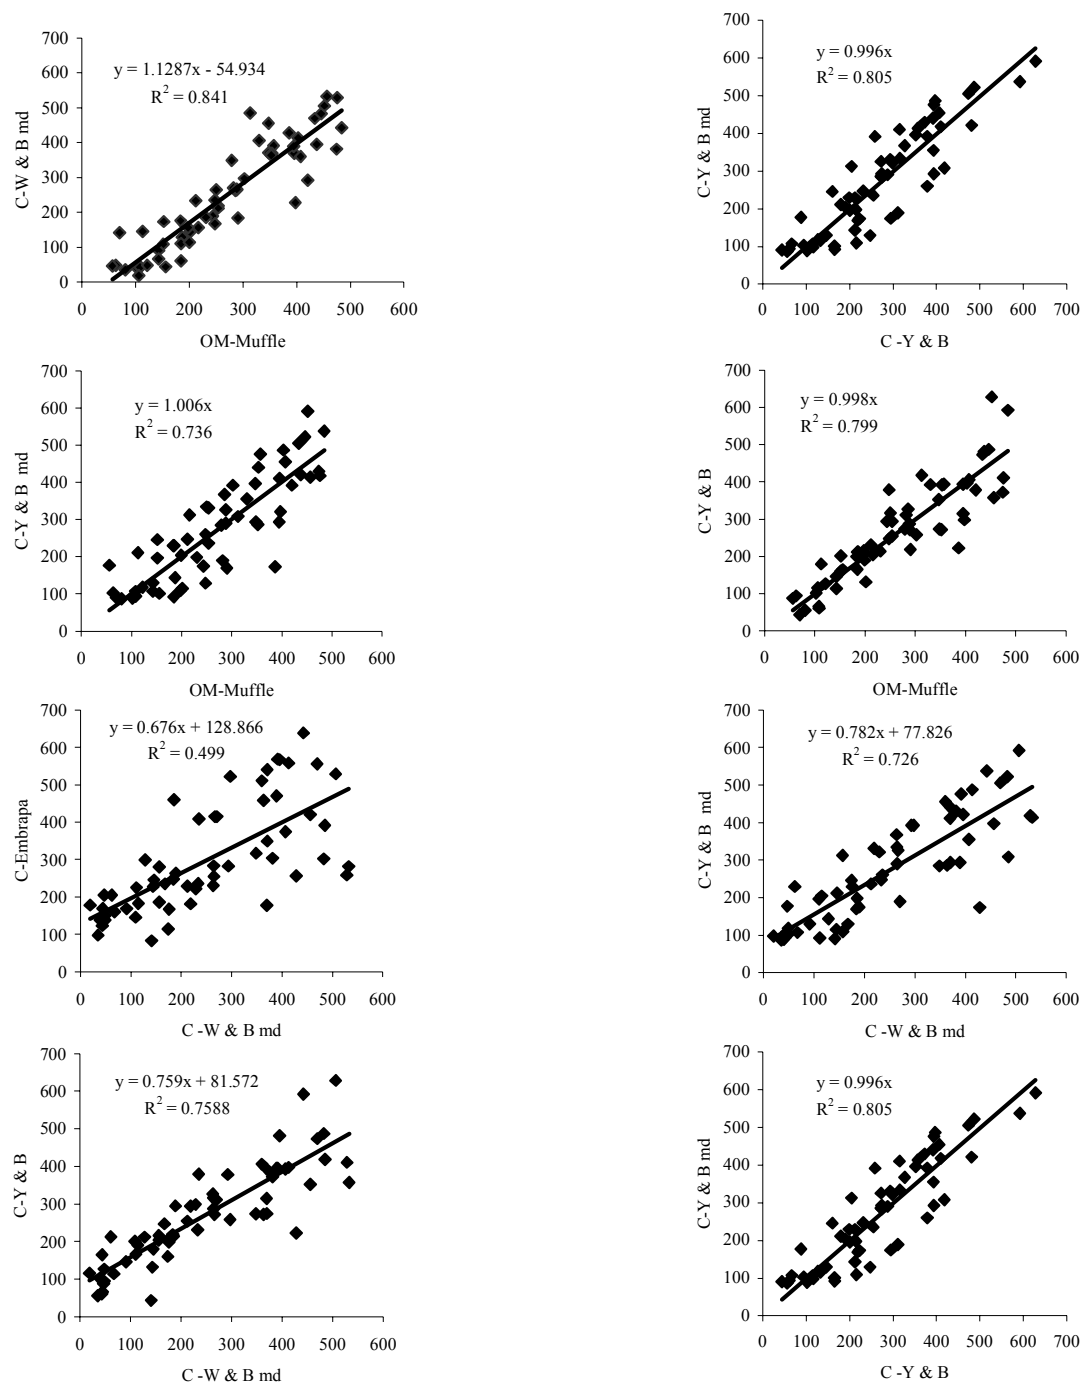 700
600
500
400
300
200
100
0
y = 1.1287x - 54.934
R² = 0.841
C-W & B md
0 100 200 300 400 500 600
OM-Muffle
700
600
500
400
300
200
100
0
y = 0.996x
R² = 0.805
C-Y & B md
0 100 200 300 400 500 600 700
C -Y & B
700
600
500
400
300
200
100
0
y = 1.006x
R² = 0.736
C-Y & B md
0 100 200 300 400 500 600
OM-Muffle
700
600
500
400
300
200
100
0
y = 0.998x
R² = 0.799
C-Y & B
0 100 200 300 400 500 600
OM-Muffle
700
600
500
400
300
200
100
0
y = 0.676x + 128.866
R² = 0.499
C-Embrapa
0 100 200 300 400 500 600
C -W & B md
700
600
500
400
300
200
100
0
y = 0.782x + 77.826
R² = 0.726
C-Y & B md
0 100 200 300 400 500 600
C -W & B md
700
600
500
400
300
200
100
0
y = 0.759x + 81.572
R² = 0.7588
C-Y & B
0 100 200 300 400 500 600
C -W & B md
700
600
500
400
300
200
100
0
y = 0.996x
R² = 0.805
C-Y & B md
0 100 200 300 400 500 600 700
C -Y & B